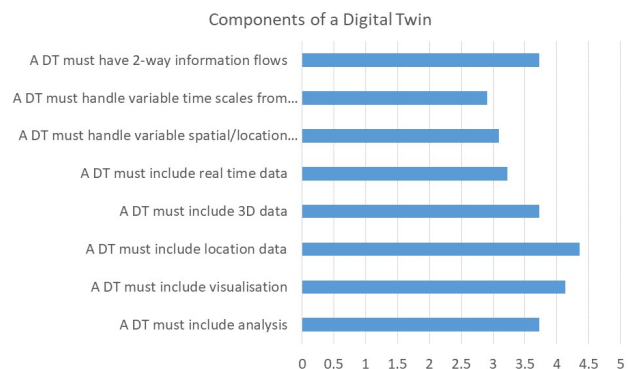 Components of a Digital Twin
A DT must have 2-way information flows
A DT must handle variable time scales from...
A DT must handle variable spatial/location...
A DT must include real time data
A DT must include 3D data
A DT must include location data
A DT must include visualisation
A DT must include analysis
0 0.5 1 1.5 2 2.5 3 3.5 4 4.5 5